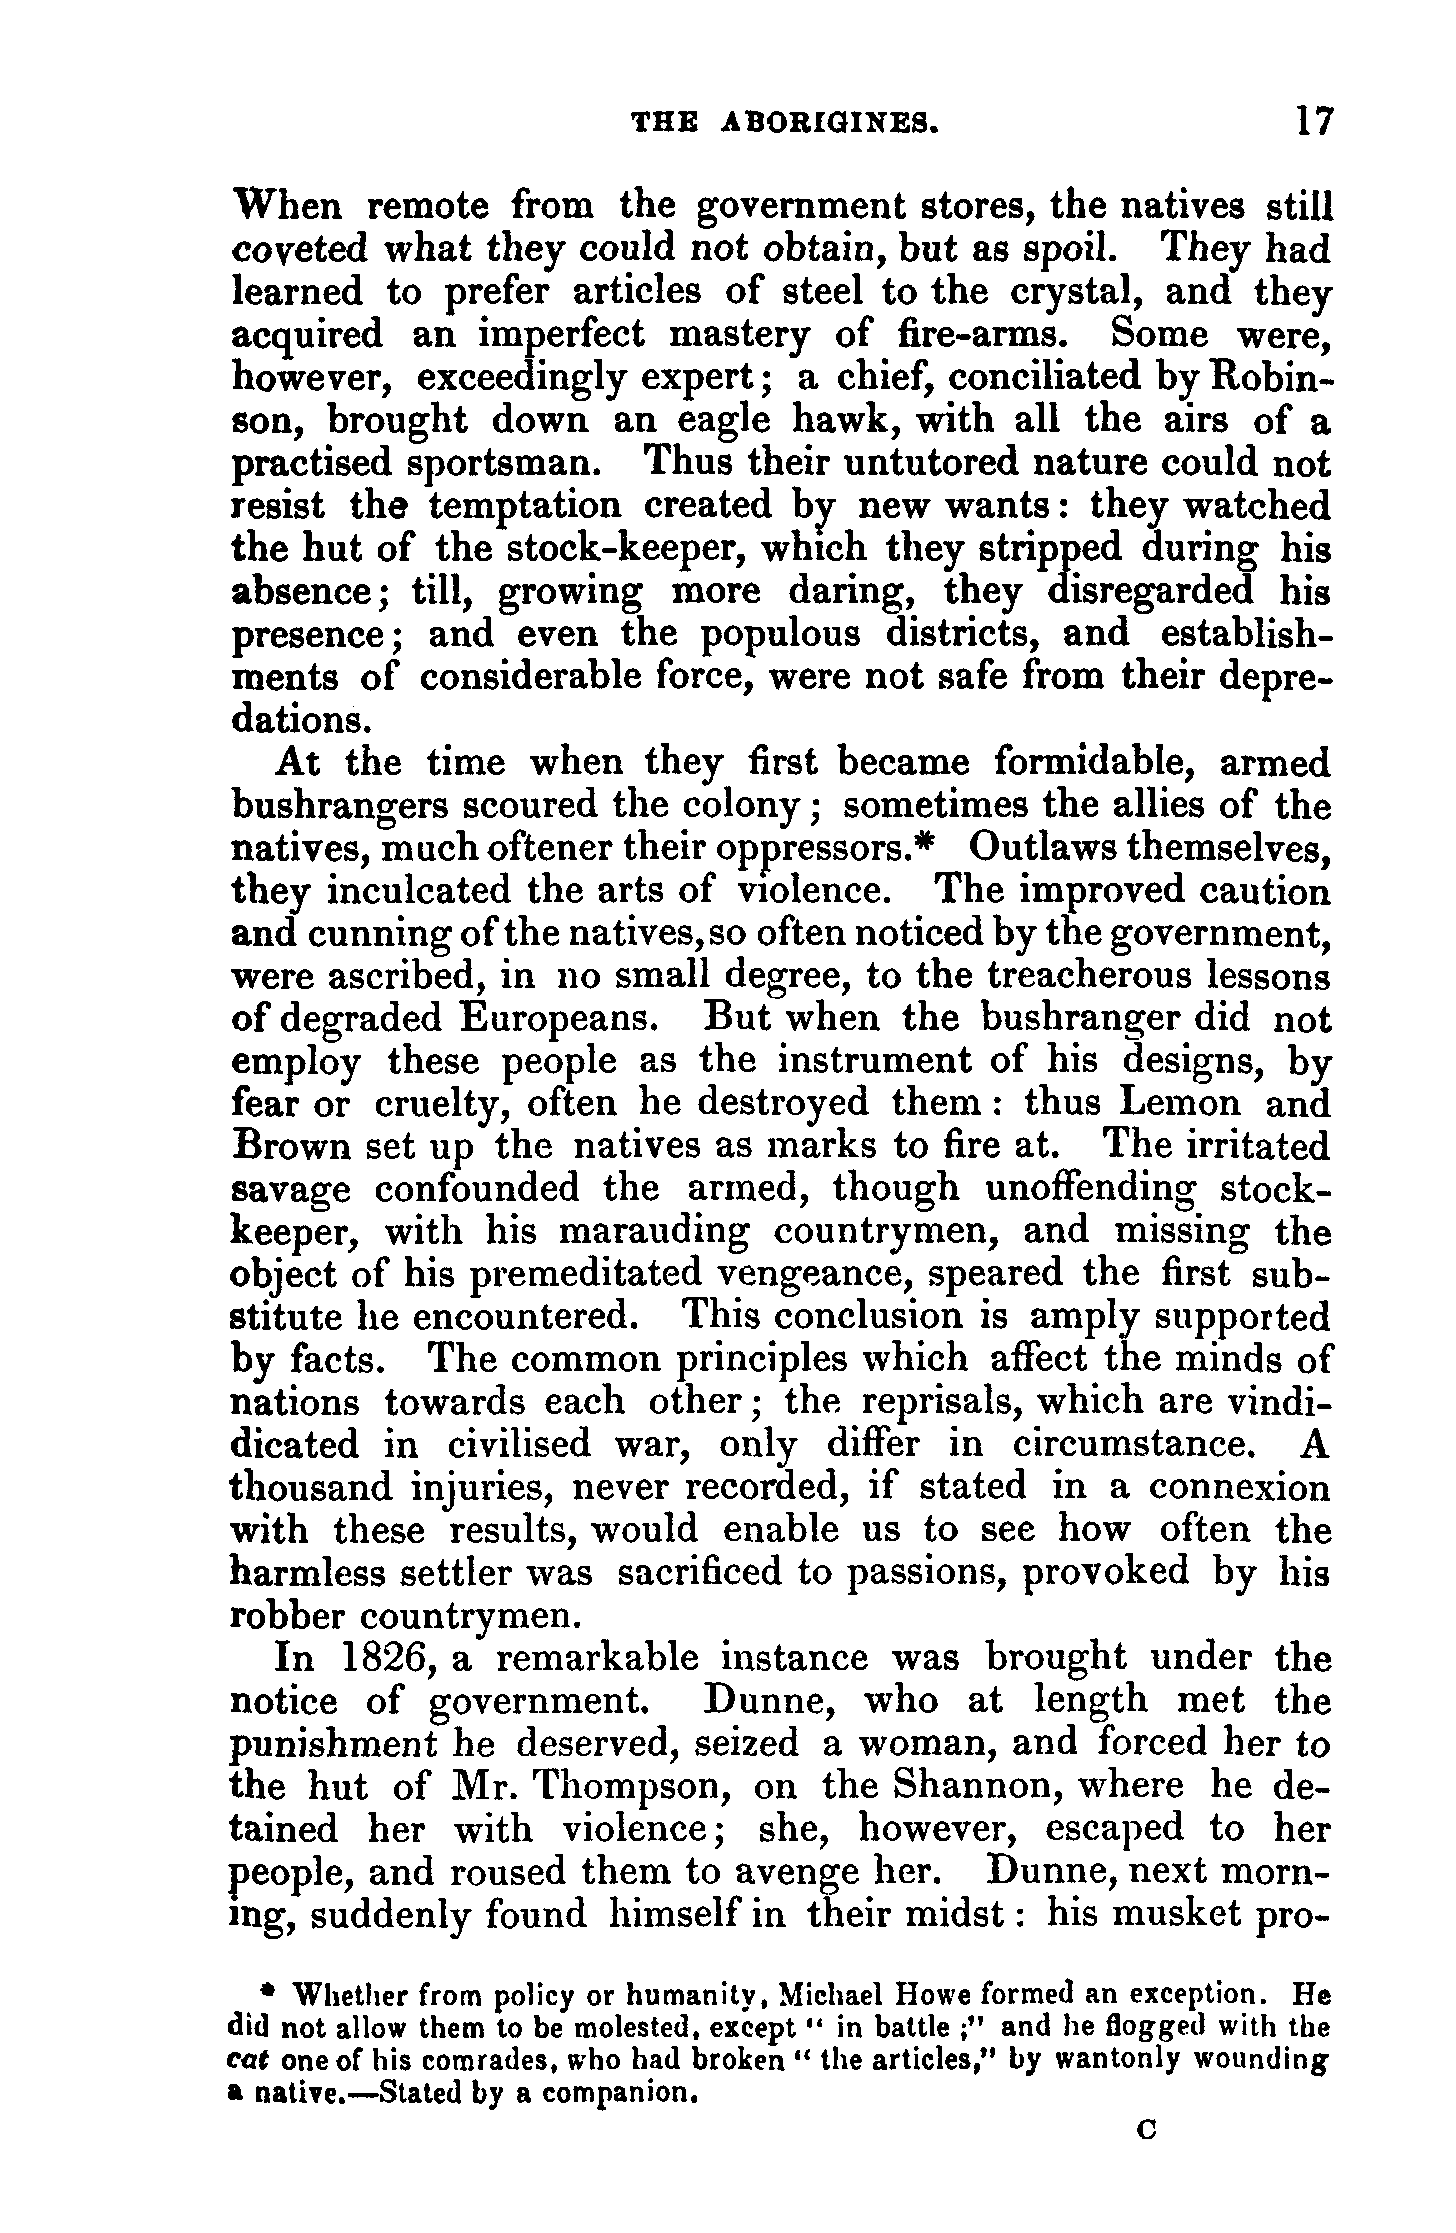 THE ABORIGINES. 17
When remote from the government stores, the natives still
coveted what they could not obtain, but as spoil. They had
learned to prefer articles of steel to the crystal, and they
acquired an imperfect mastery of fire-arms. Some were,
however, exceedingly expert; a chief, conciliated by Robin-
son, brought down an eagle hawk, with all the airs of a
practised sportsman. Thus their untutored nature could not
resist the temptation created by new wants: they watched
the hut of the stock-keeper, which they stripped during his
absence; till, growing more daring, they disregarded his
presence; and even the populous districts, and establish-
ments of considerable force, were not safe from their depre-
dations.
At the time when they first became formidable, armed
bushrangers scoured the colony; sometimes the allies of the
natives, much oftener their oppressors.* Outlaws themselves,
they inculcated the arts of violence. The improved caution
and cunning of the natives, so often noticed by the government,
were ascribed, in no small degree, to the treacherous lessons
of degraded Europeans. But when the bushranger did not
employ these people as the instrument of his designs, by
fear or cruelty, often he destroyed them: thus Lemon and
Brown set up the natives as marks to fire at. The irritated
savage confounded the armed, though unoffending stock-
keeper, with his marauding countrymen, and missing the
object of his premeditated vengeance, speared the first sub-
stitute he encountered. This conclusion is amply supported
by facts. The common principles which affect the minds of
nations towards each other; the reprisals, which are vindi-
dicated in civilised war, only differ in circumstance. A
thousand injuries, never recorded, if stated in a connexion
with these results, would enable us to see how often the
harmless settler was sacrificed to passions, provoked by his
robber countrymen.
In 1826, a remarkable instance was brought under the
notice of government. Dunne, who at length met the
punishment he deserved, seized a woman, and forced her to
the hut of Mr. Thompson, on the Shannon, where he de-
tained her with violence; she, however, escaped to her
people, and roused them to avenge her. Dunne, next morn-
ing, suddenly found himself in their midst: his musket pro-
* Whether from policy or humanity, Michael Howe formed an exception. He
did not allow them to be molested, except " in battle ;" and he flogged with the
cat one of his comrades, who had broken " the articles," by wantonly wounding
a native.—Stated by a companion.
C